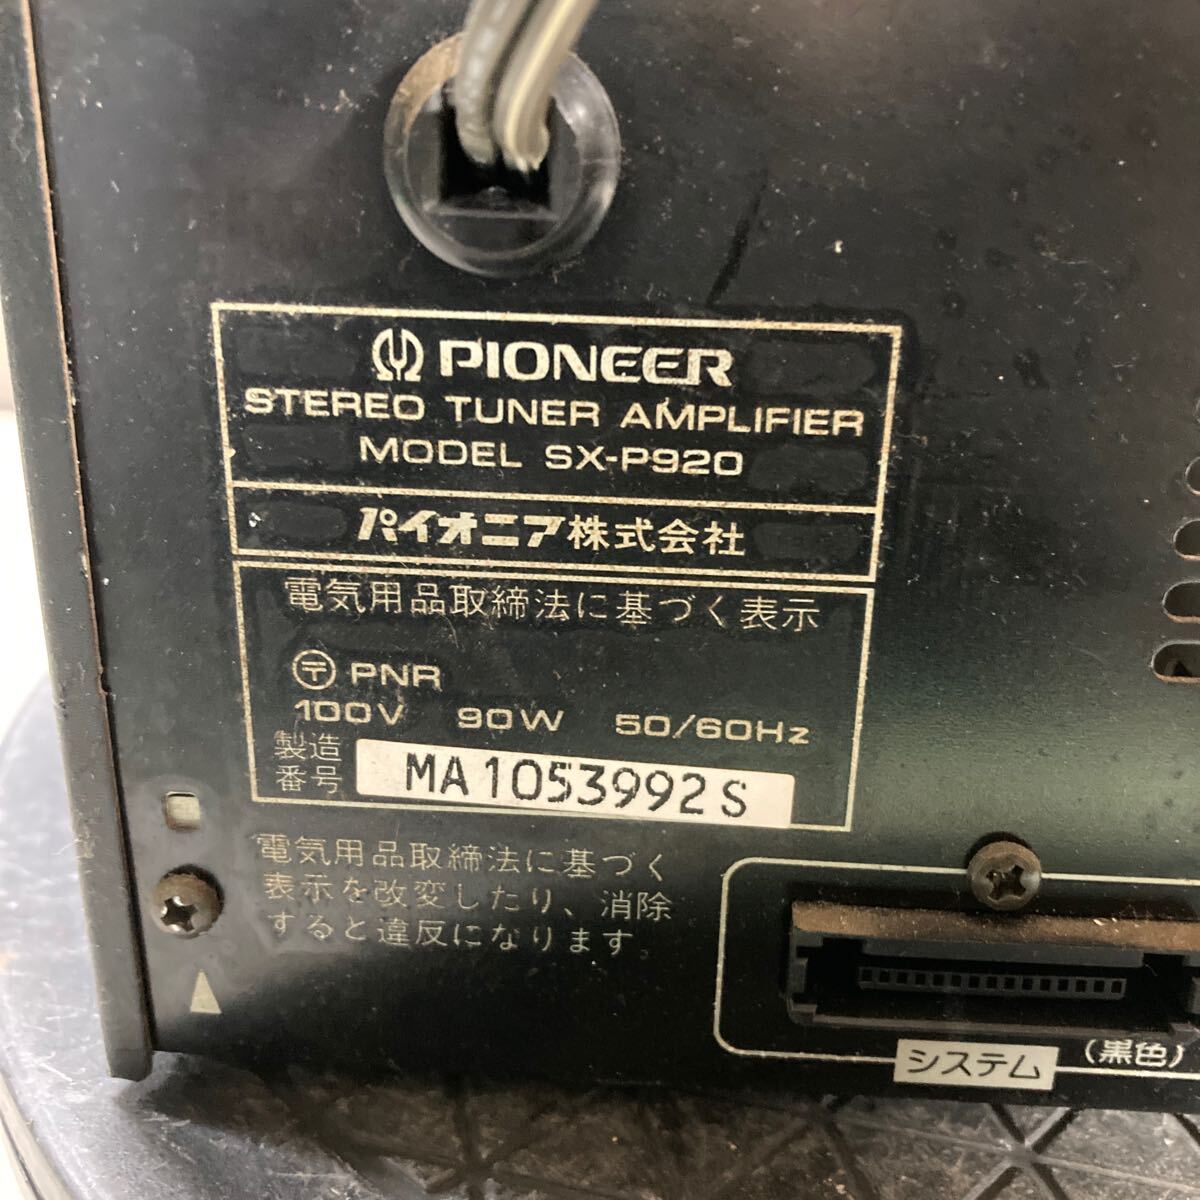 PIONEER
STEREO TUNER AMPLIFIER
MODEL SX-P920
パイオニア株式会社
電気用品取締法に基づく表示
〒 PNR
100V 90W 50/60Hz
製造番号 MA1053992S
電気用品取締法に基づく
表示を改変したり、消除
すると違反になります。
システム
(黒色)